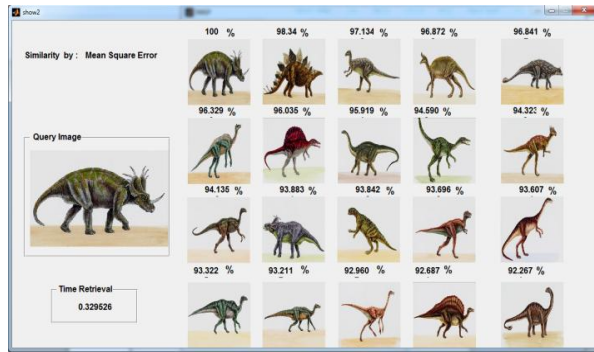 show2
100 % 98.34 % 97.134 % 96.872 % 96.841 %
Similarity by : Mean Square Error
96.329 % 96.035 % 95.919 % 94.590 % 94.323 %
Query Image
94.135 % 93.883 % 93.842 % 93.696 % 93.607 %
93.322 % 93.211 % 92.960 % 92.687 % 92.267 %
Time Retrieval
0.329526